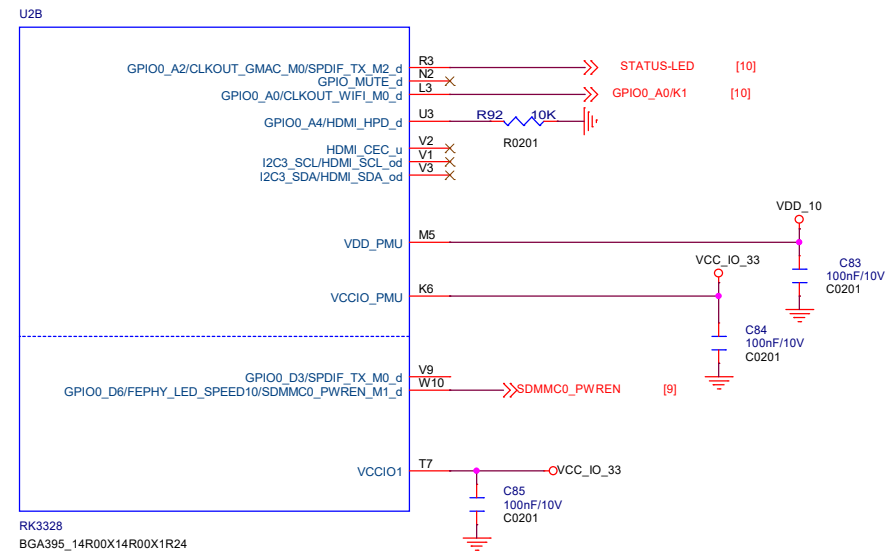 U2B
GPIO0_A2/CLKOUT_GMAC_M0/SPDIF_TX_M2_d R3 STATUS-LED [10]
GPIO_MUTE_d N2
GPIO0_A0/CLKOUT_WIFI_M0_d L3 GPIO0_A0/K1 [10]
GPIO0_A4/HDMI_HPD_d U3 R92 10K
R0201
HDMI_CEC_u V2
I2C3_SCL/HDMI_SCL_od V1
I2C3_SDA/HDMI_SDA_od V3
VDD_10
VDD_PMU M5
C83
100nF/10V
C0201
VCC_IO_33
VCCIO_PMU K6
C84
100nF/10V
C0201
GPIO0_D3/SPDIF_TX_M0_d V9
GPIO0_D6/FEPHY_LED_SPEED10/SDMMC0_PWREN_M1_d W10 SDMMC0_PWREN [9]
VCCIO1 T7 VCC_IO_33
C85
100nF/10V
C0201
RK3328
BGA395_14R00X14R00X1R24